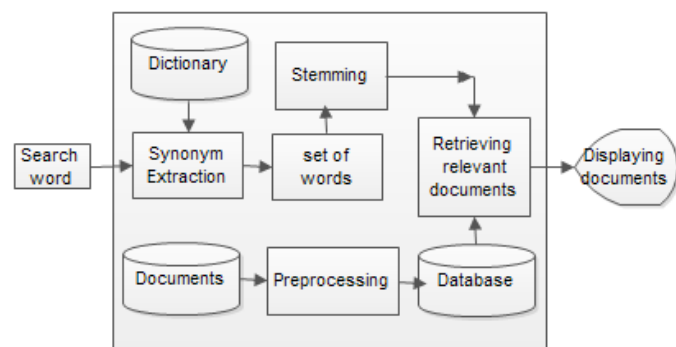 Dictionary
Stemming
Search
word
Synonym
Extraction
set of
words
Retrieving
relevant
documents
Displaying
documents
Documents
Preprocessing
Database